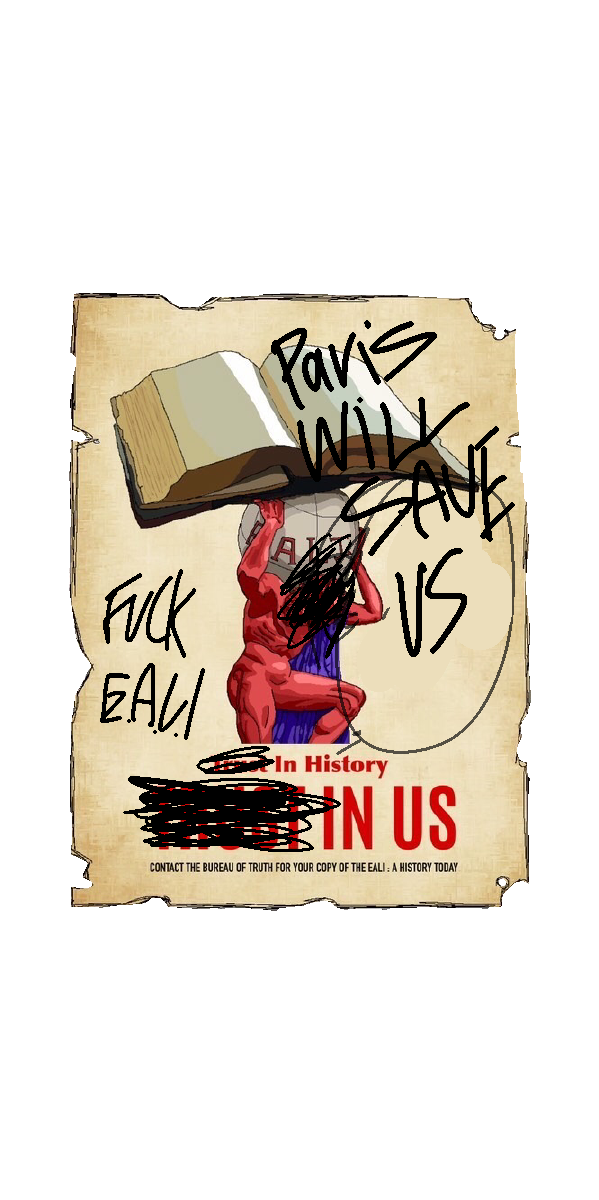 Paris
WILL
SAVE
US
FUCK
E.A.L!
In History
IN US
CONTACT THE BUREAU OF TRUTH FOR YOUR COPY OF THE EAL! : A HISTORY TODAY